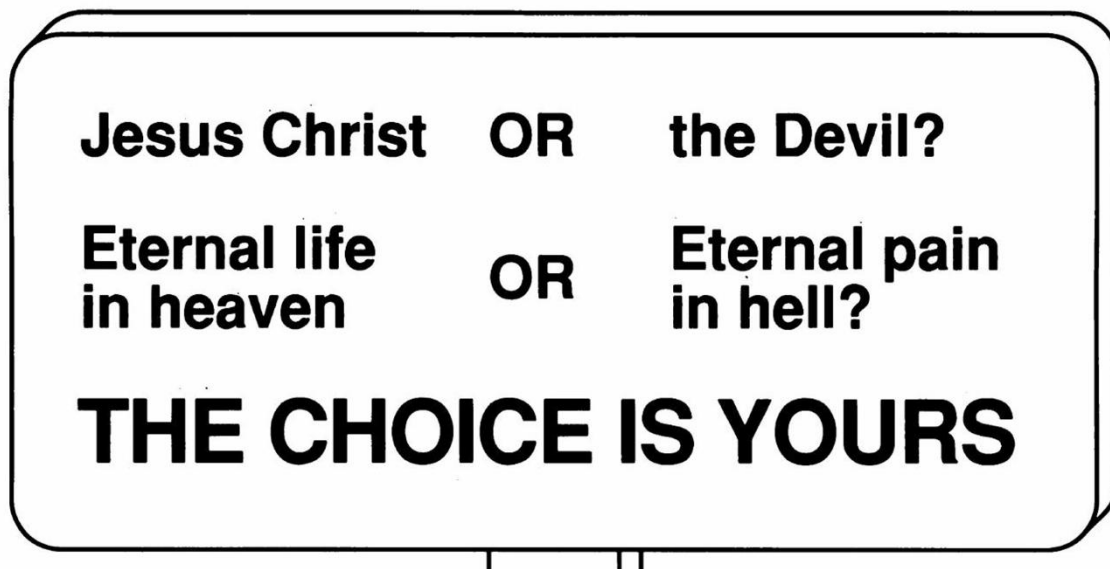 Jesus Christ OR the Devil?
Eternal life OR Eternal pain
in heaven in hell?
THE CHOICE IS YOURS